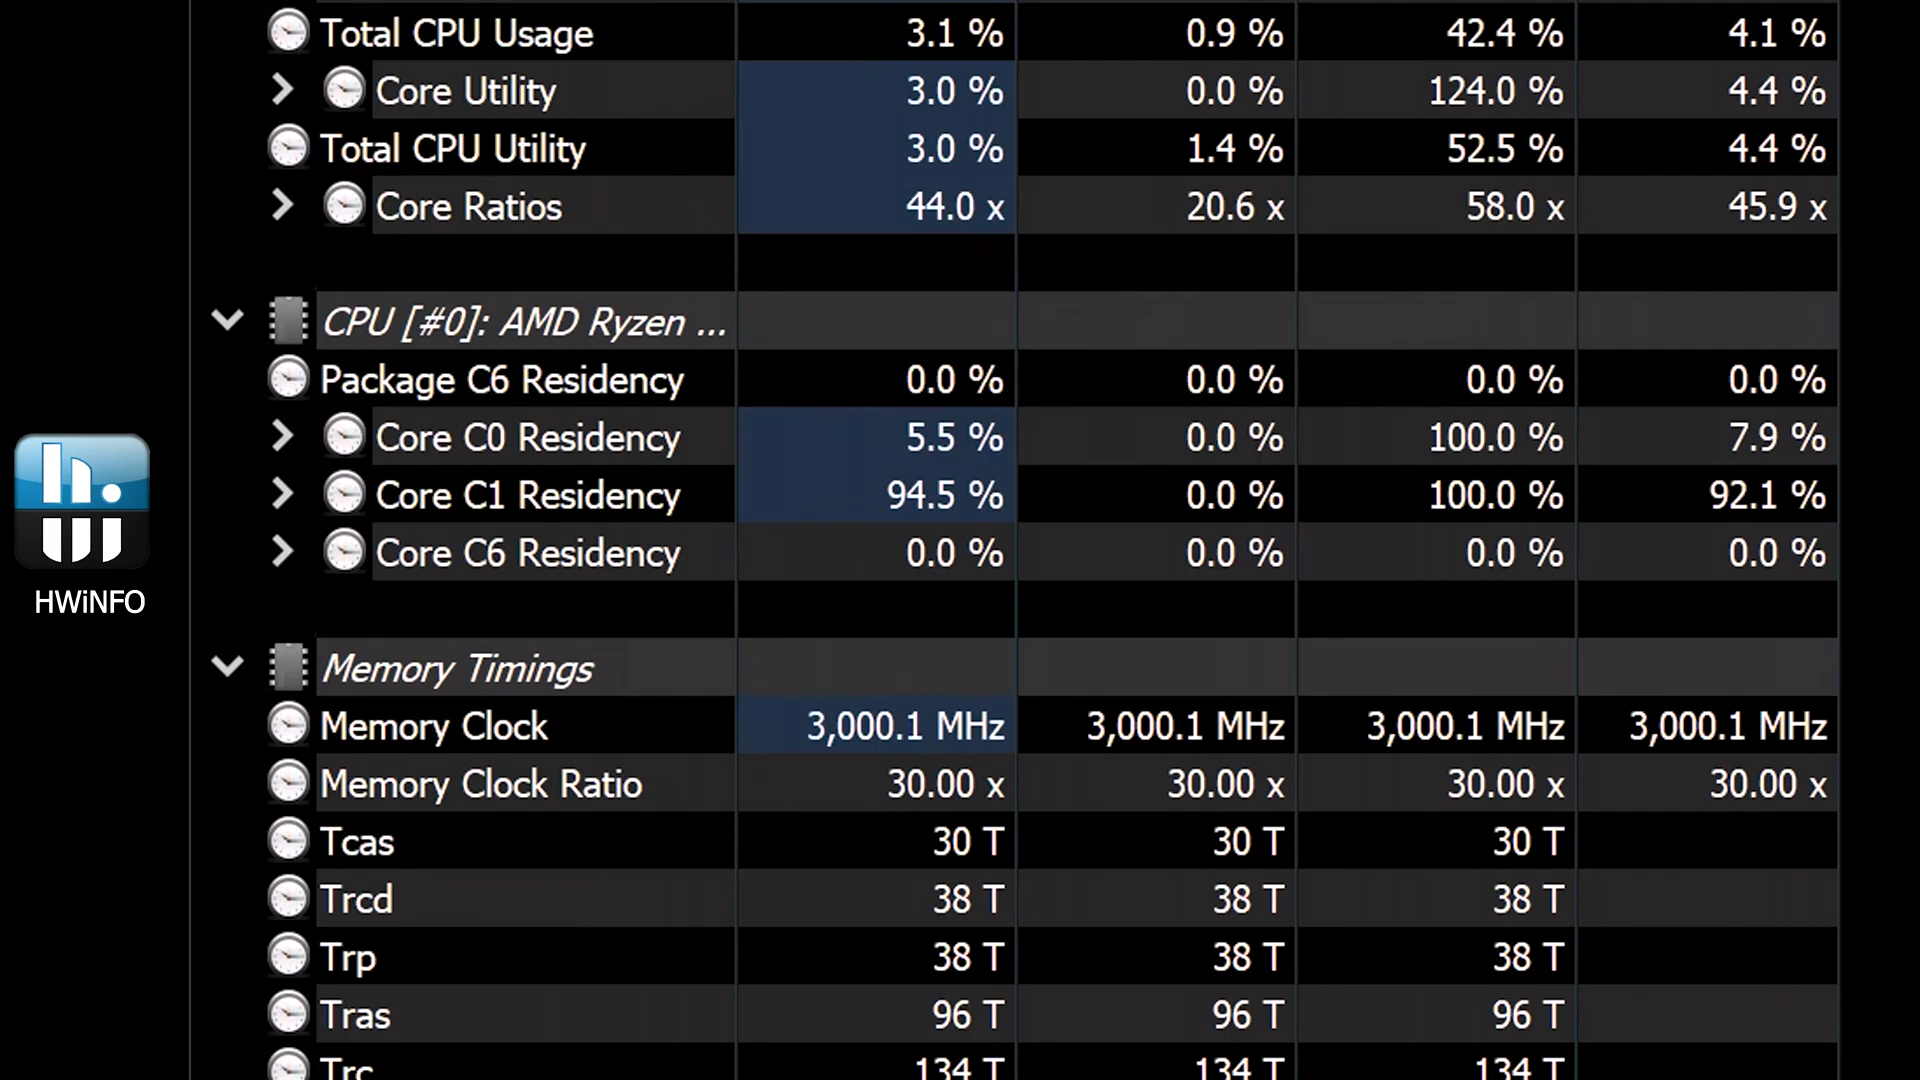 Total CPU Usage 3.1 % 0.9 % 42.4 % 4.1 %
Core Utility 3.0 % 0.0 % 124.0 % 4.4 %
Total CPU Utility 3.0 % 1.4 % 52.5 % 4.4 %
Core Ratios 44.0 x 20.6 x 58.0 x 45.9 x
CPU [#0]: AMD Ryzen ...
Package C6 Residency 0.0 % 0.0 % 0.0 % 0.0 %
Core C0 Residency 5.5 % 0.0 % 100.0 % 7.9 %
Core C1 Residency 94.5 % 0.0 % 100.0 % 92.1 %
Core C6 Residency 0.0 % 0.0 % 0.0 % 0.0 %
HWiNFO
Memory Timings
Memory Clock 3,000.1 MHz 3,000.1 MHz 3,000.1 MHz 3,000.1 MHz
Memory Clock Ratio 30.00 x 30.00 x 30.00 x 30.00 x
Tcas 30 T 30 T 30 T
Trcd 38 T 38 T 38 T
Trp 38 T 38 T 38 T
Tras 96 T 96 T 96 T
Trc 134 T 134 T 134 T